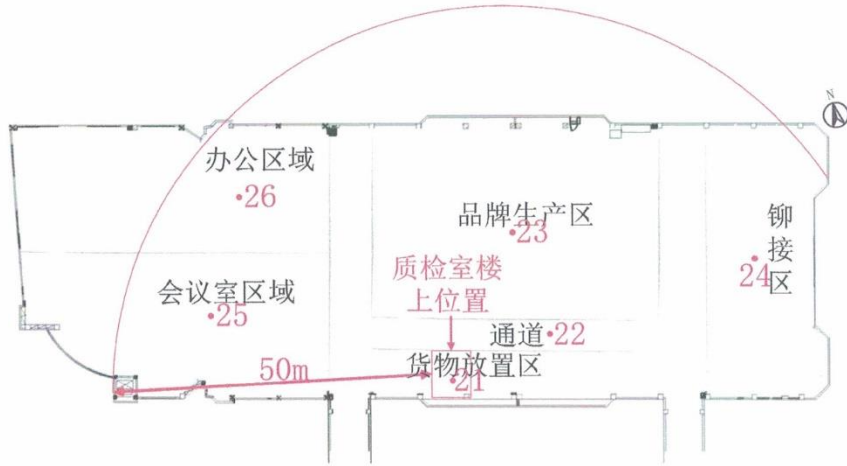 N
办公区域
•26
品牌生产区
•23
铆
接
区
24
质检室楼
上位置
会议室区域
•25
通道•22
货物放置区
50m
•21